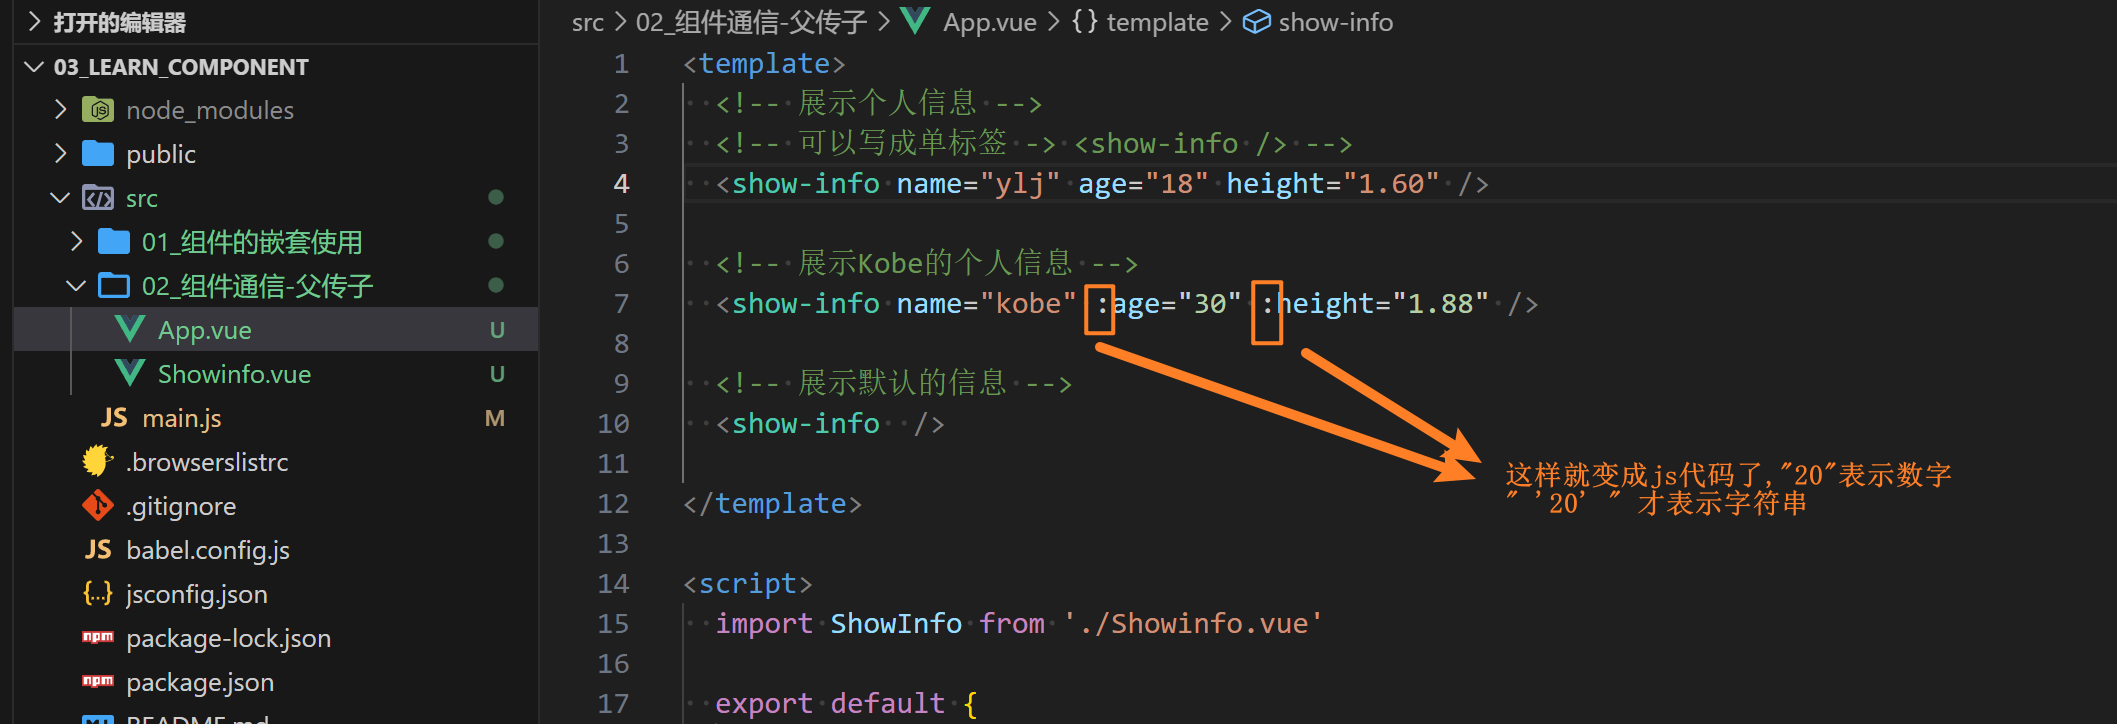 打开的编辑器
03_LEARN_COMPONENT
node_modules
public
src
01_组件的嵌套使用
02_组件通信-父传子
App.vue U
Showinfo.vue U
JS main.js M
.browserslistrc
.gitignore
JS babel.config.js
{..} jsconfig.json
npm package-lock.json
npm package.json
README.md
src > 02_组件通信-父传子 > App.vue > {} template > show-info
1 <template>
2 <!-- 展示个人信息 -->
3 <!-- 可以写成单标签 -> <show-info /> -->
4 <show-info name="ylj" age="18" height="1.60" />
5
6 <!-- 展示Kobe的个人信息 -->
7 <show-info name="kobe" :age="30" :height="1.88" />
8
9 <!-- 展示默认的信息 -->
10 <show-info  />
11
12 </template>
13
14 <script>
15 import ShowInfo from './Showinfo.vue'
16
17 export default {
这样就变成js代码了,"20"表示数字
" '20' " 才表示字符串